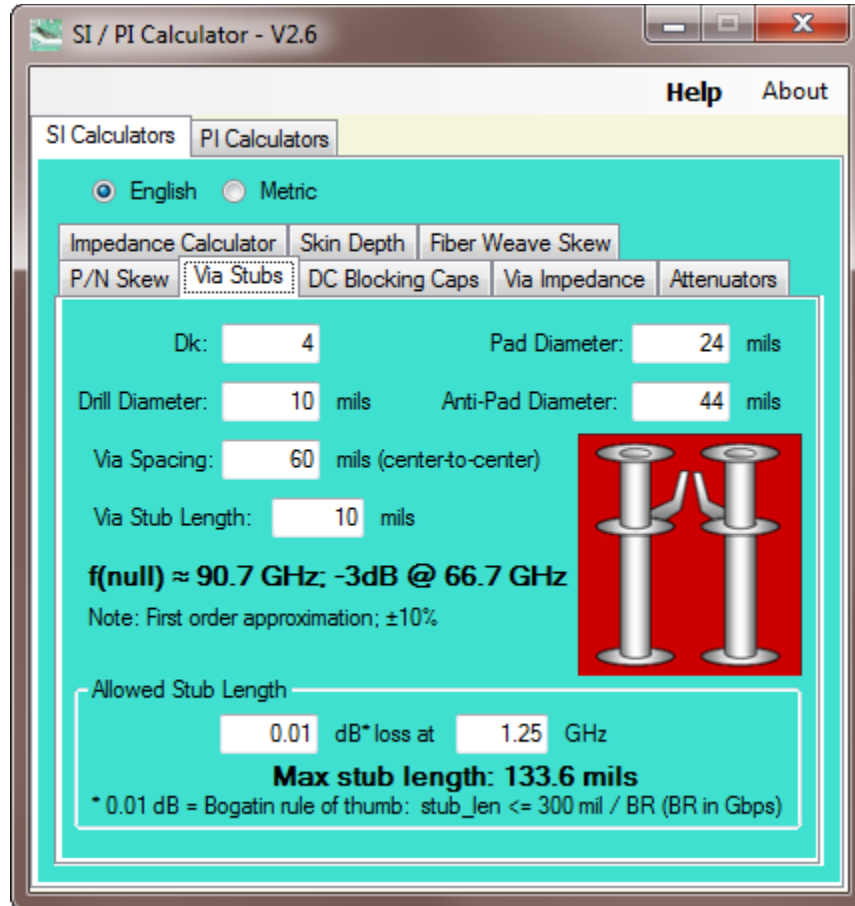 SI / PI Calculator - V2.6
Help About
SI Calculators PI Calculators
English Metric
Impedance Calculator Skin Depth Fiber Weave Skew
P/N Skew Via Stubs DC Blocking Caps Via Impedance Attenuators
Dk: 4 Pad Diameter: 24 mils
Drill Diameter: 10 mils Anti-Pad Diameter: 44 mils
Via Spacing: 60 mils (center-to-center)
Via Stub Length: 10 mils
f(null) ≈ 90.7 GHz; -3dB @ 66.7 GHz
Note: First order approximation; ±10%
Allowed Stub Length
0.01 dB* loss at 1.25 GHz
Max stub length: 133.6 mils
* 0.01 dB = Bogatin rule of thumb: stub_len <= 300 mil / BR (BR in Gbps)